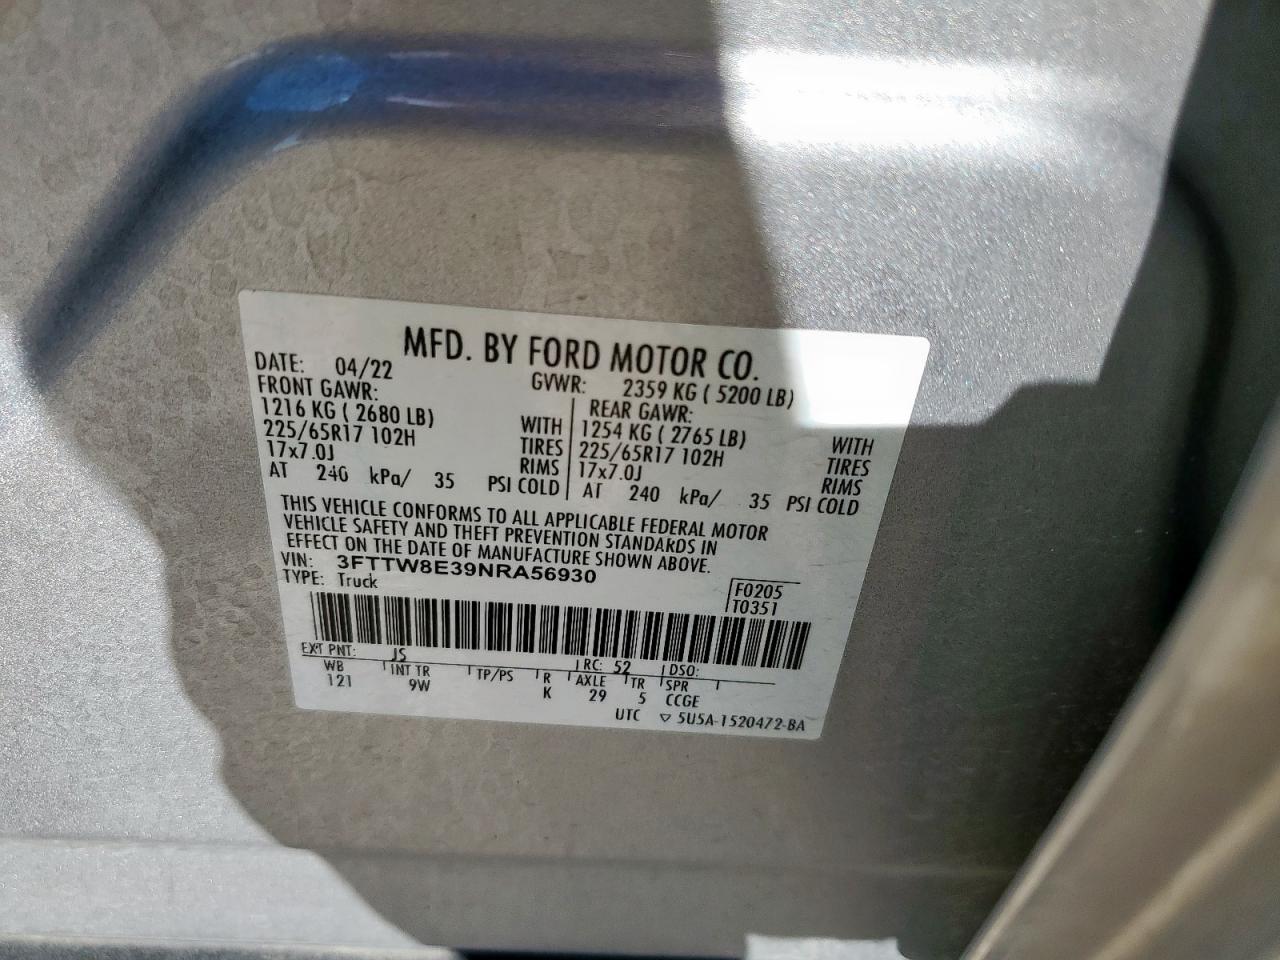 MFD. BY FORD MOTOR CO.
DATE: 04/22 GVWR: 2359 KG ( 5200 LB)
FRONT GAWR:
1216 KG ( 2680 LB) WITH
225/65R17 102H TIRES
17x7.0J RIMS
AT 240 kPa/ 35 PSI COLD
REAR GAWR:
1254 KG ( 2765 LB) WITH
225/65R17 102H TIRES
17x7.0J RIMS
AT 240 kPa/ 35 PSI COLD
THIS VEHICLE CONFORMS TO ALL APPLICABLE FEDERAL MOTOR
VEHICLE SAFETY AND THEFT PREVENTION STANDARDS IN
EFFECT ON THE DATE OF MANUFACTURE SHOWN ABOVE.
VIN: 3FTTW8E39NRA56930
TYPE: Truck
F0205
T0351
EXT PNT: JS RC: 52 DSO:
WB INT TR TP/PS R AXLE TR SPR
121 9W K 29 5 CCGE
UTC ▽ 5U5A-1520472-BA